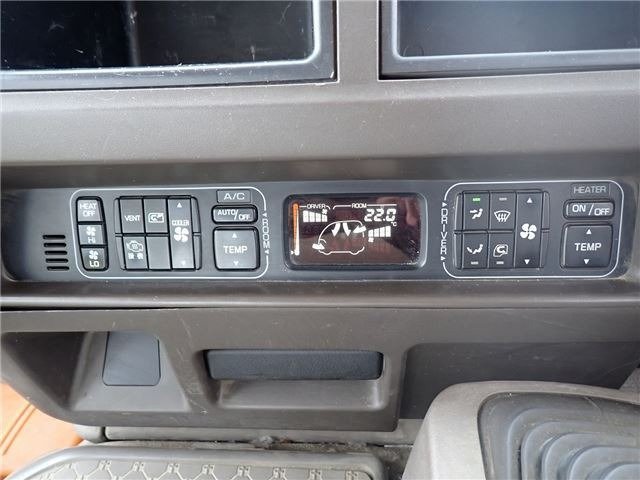 HEAT
OFF
Hi
LO
VENT
COOLER
A/C
AUTO/OFF
TEMP
ROOM
DRIVER ROOM
22.0
°C
DRIVER
HEATER
ON/OFF
TEMP